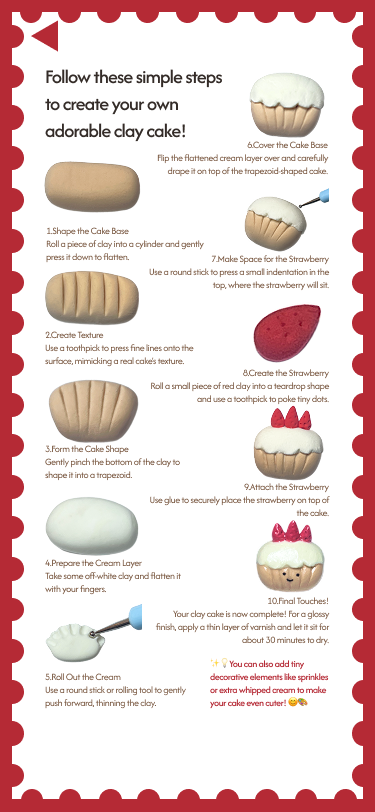 Follow these simple steps
to create your own
adorable clay cake!
1.Shape the Cake Base
Roll a piece of clay into a cylinder and gently
press it down to flatten.
2.Create Texture
Use a toothpick to press fine lines onto the
surface, mimicking a real cake's texture.
3.Form the Cake Shape
Gently pinch the bottom of the clay to
shape it into a trapezoid.
4.Prepare the Cream Layer
Take some off-white clay and flatten it
with your fingers.
5.Roll Out the Cream
Use a round stick or rolling tool to gently
push forward, thinning the clay.
6.Cover the Cake Base
Flip the flattened cream layer over and carefully
drape it on top of the trapezoid-shaped cake.
7.Make Space for the Strawberry
Use a round stick to press a small indentation in the
top, where the strawberry will sit.
8.Create the Strawberry
Roll a small piece of red clay into a teardrop shape
and use a toothpick to poke tiny dots.
9.Attach the Strawberry
Use glue to securely place the strawberry on top of
the cake.
10.Final Touches!
Your clay cake is now complete! For a glossy
finish, apply a thin layer of varnish and let it sit for
about 30 minutes to dry.
✨💡You can also add tiny
decorative elements like sprinkles
or extra whipped cream to make
your cake even cuter! 😊🎨